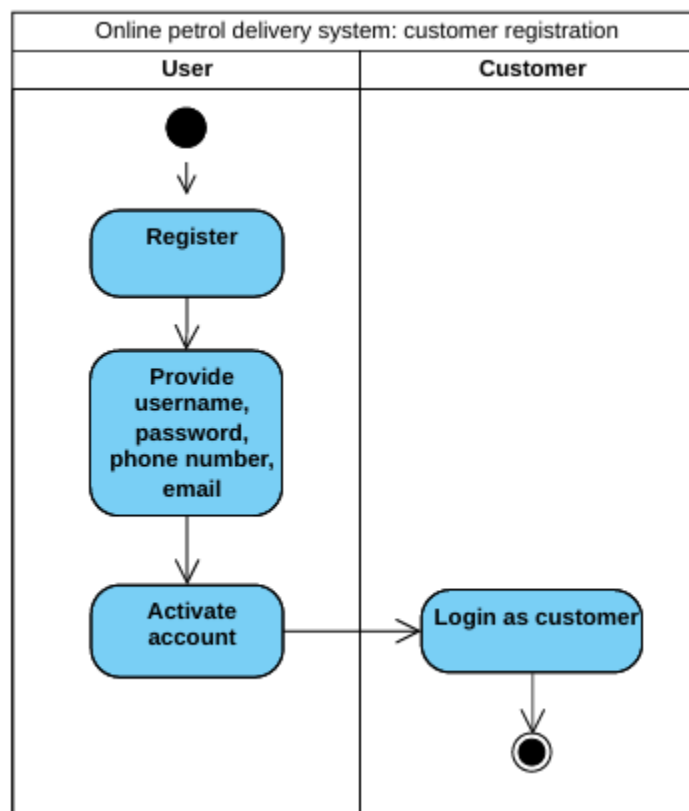 Online petrol delivery system: customer registration
User
Customer
Register
Provide
username,
password,
phone number,
email
Activate
account
Login as customer